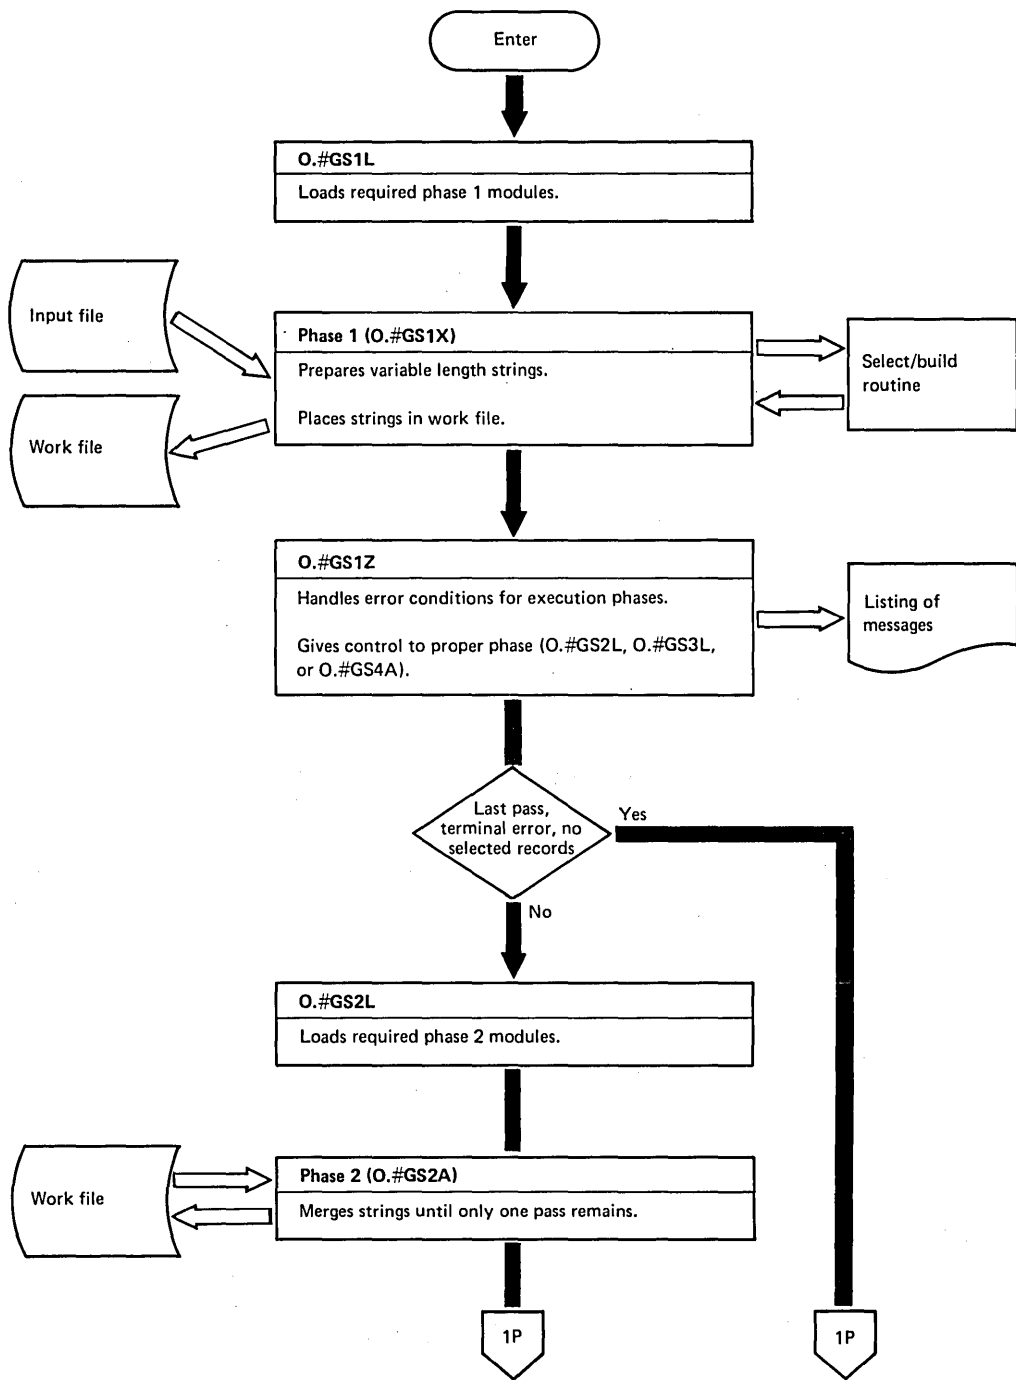 Enter
O.#GS1L
Loads required phase 1 modules.
Input file
Phase 1 (O.#GS1X)
Prepares variable length strings.
Places strings in work file.
Select/build
routine
Work file
O.#GS1Z
Handles error conditions for execution phases.
Gives control to proper phase (O.#GS2L, O.#GS3L,
or O.#GS4A).
Listing of
messages
Last pass,
terminal error, no
selected records
Yes
No
O.#GS2L
Loads required phase 2 modules.
Work file
Phase 2 (O.#GS2A)
Merges strings until only one pass remains.
1P
1P